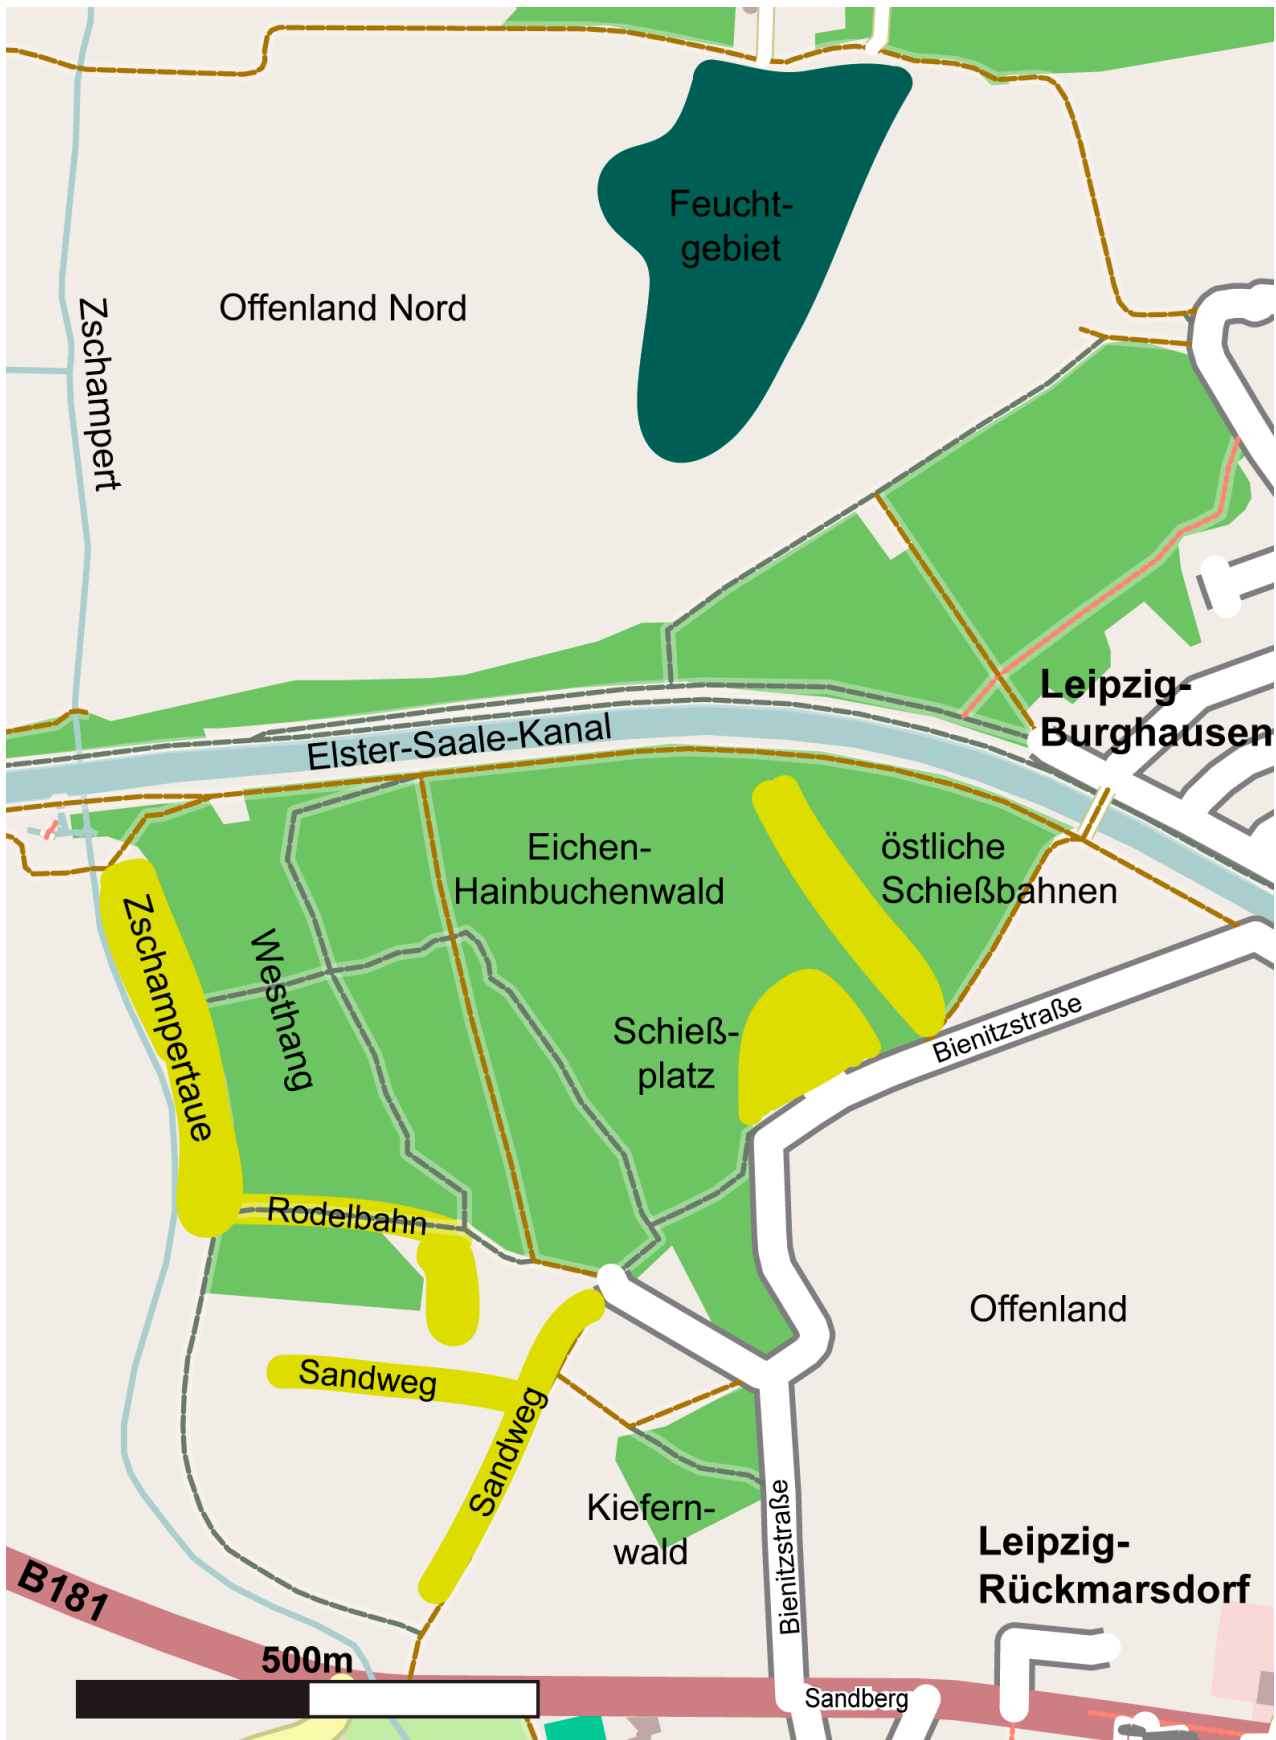 Feucht-
gebiet
Offenland Nord
Zschampert
Leipzig-
Burghausen
Elster-Saale-Kanal
Eichen-
Hainbuchenwald
östliche
Schießbahnen
Zschampertaue
Westhang
Schieß-
platz
Bienitzstraße
Rodelbahn
Offenland
Sandweg
Sandweg
Kiefern-
wald
Bienitzstraße
Leipzig-
Rückmarsdorf
B181
500m
Sandberg